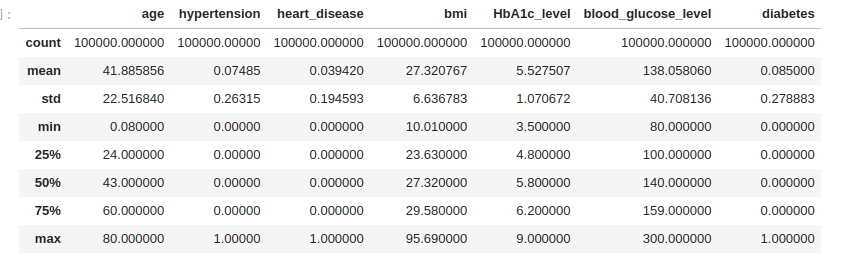 ]:
age hypertension heart_disease bmi HbA1c_level blood_glucose_level diabetes
count 100000.000000 100000.00000 100000.000000 100000.000000 100000.000000 100000.000000 100000.000000
mean 41.885856 0.07485 0.039420 27.320767 5.527507 138.058060 0.085000
std 22.516840 0.26315 0.194593 6.636783 1.070672 40.708136 0.278883
min 0.080000 0.00000 0.000000 10.010000 3.500000 80.000000 0.000000
25% 24.000000 0.00000 0.000000 23.630000 4.800000 100.000000 0.000000
50% 43.000000 0.00000 0.000000 27.320000 5.800000 140.000000 0.000000
75% 60.000000 0.00000 0.000000 29.580000 6.200000 159.000000 0.000000
max 80.000000 1.00000 1.000000 95.690000 9.000000 300.000000 1.000000